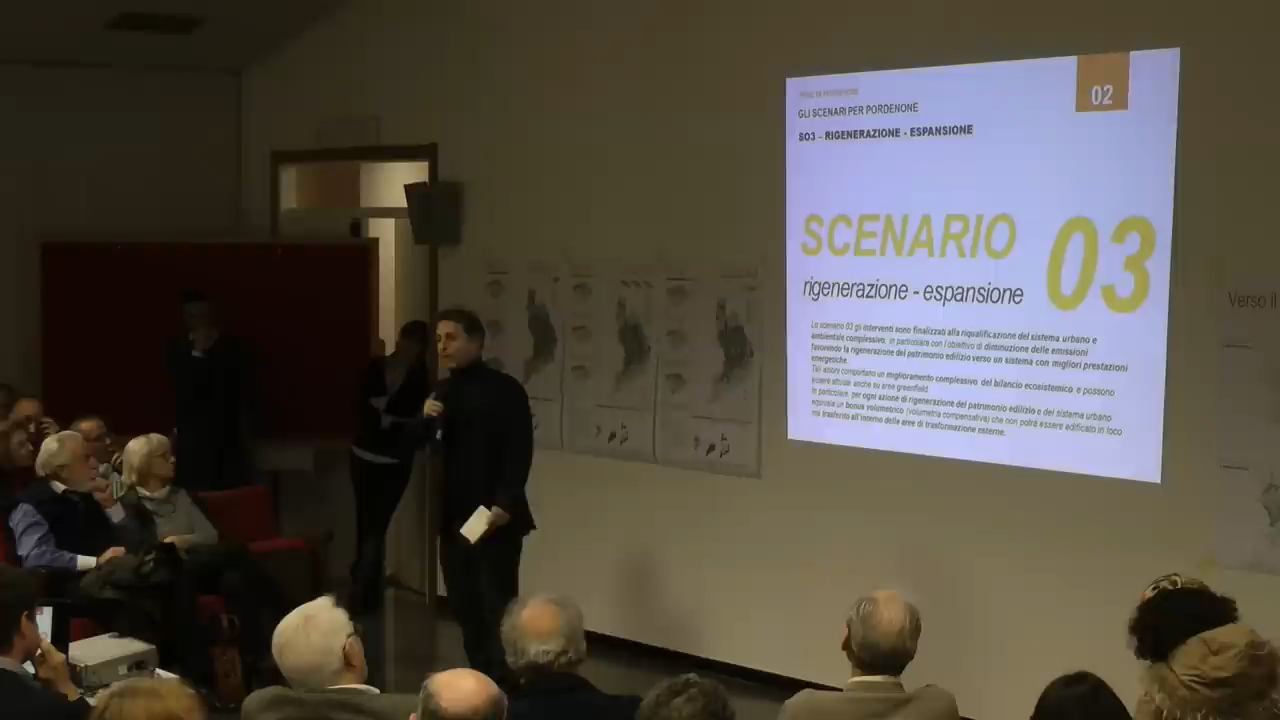 02
GLI SCENARI PER PORDENONE
SO3 - RIGENERAZIONE - ESPANSIONE
SCENARIO 03
rigenerazione - espansione
Lo scenario 03 gli interventi sono finalizzati alla riqualificazione del sistema urbano e
ambientale complessivo, in particolare con l'obiettivo di diminuzione delle emissioni
favorendo la rigenerazione del patrimonio edilizio verso un sistema con migliori prestazioni
energetiche.
Tali azioni comportano un miglioramento complessivo del bilancio ecosistemico e possono
essere attuate anche su aree greenfield.
In particolare, per ogni azione di rigenerazione del patrimonio edilizio e del sistema urbano
equivale un bonus volumetrico (volumetria compensativa) che non potrà essere edificato in loco
ma trasferito all'interno delle aree di trasformazione esterne.
Verso il